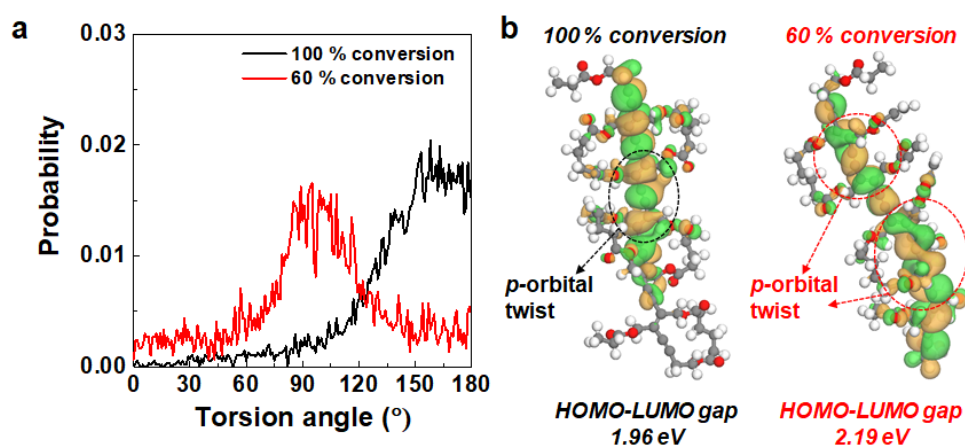 a
0.03
0.02
0.01
0.00
Probability
100 % conversion
60 % conversion
0 30 60 90 120 150 180
Torsion angle (°)
b
100 % conversion
p-orbital
twist
HOMO-LUMO gap
1.96 eV
60 % conversion
p-orbital
twist
HOMO-LUMO gap
2.19 eV